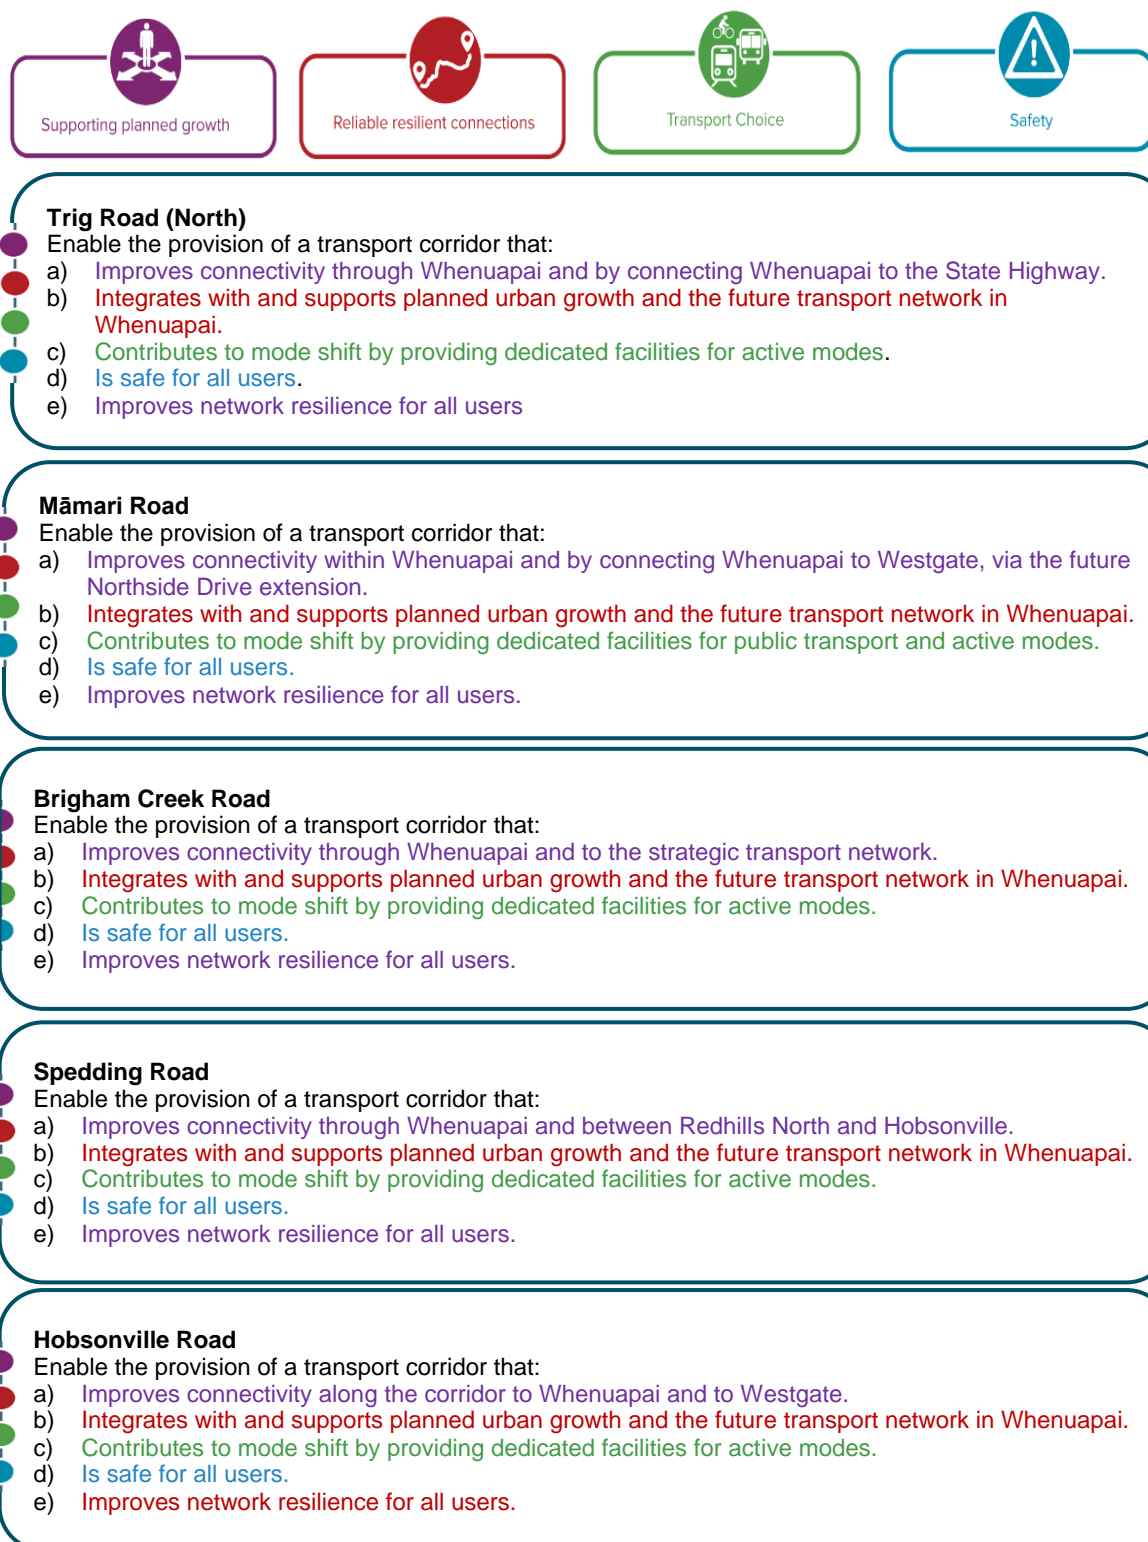 Supporting planned growth
Reliable resilient connections
Transport Choice
Safety
Trig Road (North)
Enable the provision of a transport corridor that:
a) Improves connectivity through Whenuapai and by connecting Whenuapai to the State Highway.
b) Integrates with and supports planned urban growth and the future transport network in
Whenuapai.
c) Contributes to mode shift by providing dedicated facilities for active modes.
d) Is safe for all users.
e) Improves network resilience for all users
Māmari Road
Enable the provision of a transport corridor that:
a) Improves connectivity within Whenuapai and by connecting Whenuapai to Westgate, via the future
Northside Drive extension.
b) Integrates with and supports planned urban growth and the future transport network in Whenuapai.
c) Contributes to mode shift by providing dedicated facilities for public transport and active modes.
d) Is safe for all users.
e) Improves network resilience for all users.
Brigham Creek Road
Enable the provision of a transport corridor that:
a) Improves connectivity through Whenuapai and to the strategic transport network.
b) Integrates with and supports planned urban growth and the future transport network in Whenuapai.
c) Contributes to mode shift by providing dedicated facilities for active modes.
d) Is safe for all users.
e) Improves network resilience for all users.
Spedding Road
Enable the provision of a transport corridor that:
a) Improves connectivity through Whenuapai and between Redhills North and Hobsonville.
b) Integrates with and supports planned urban growth and the future transport network in Whenuapai.
c) Contributes to mode shift by providing dedicated facilities for active modes.
d) Is safe for all users.
e) Improves network resilience for all users.
Hobsonville Road
Enable the provision of a transport corridor that:
a) Improves connectivity along the corridor to Whenuapai and to Westgate.
b) Integrates with and supports planned urban growth and the future transport network in Whenuapai.
c) Contributes to mode shift by providing dedicated facilities for active modes.
d) Is safe for all users.
e) Improves network resilience for all users.